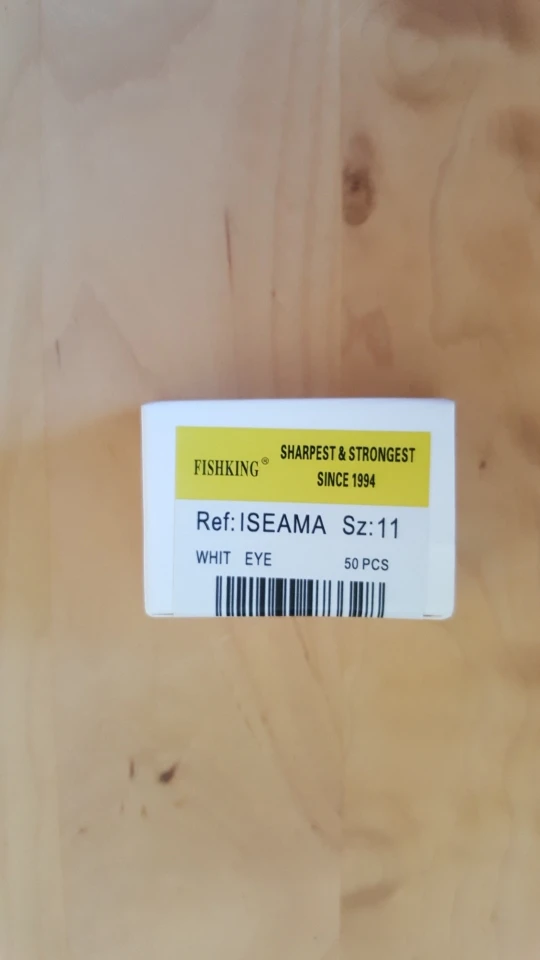 FISHKING® SHARPEST & STRONGEST
SINCE 1994
Ref: ISEAMA Sz: 11
WHIT EYE 50 PCS